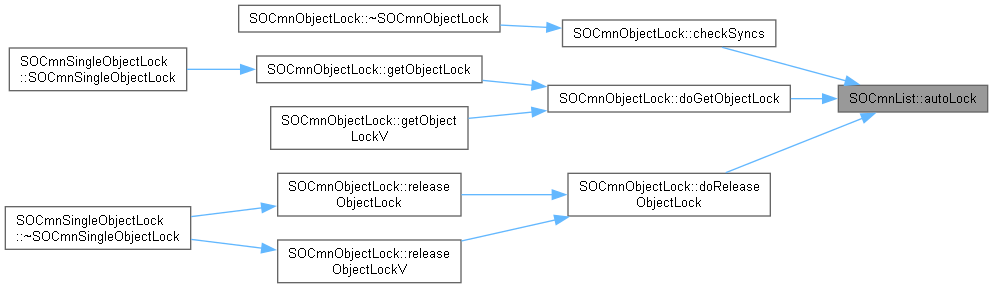 SOCmnObjectLock::~SOCmnObjectLock
SOCmnObjectLock::checkSyncs
SOCmnSingleObjectLock
::SOCmnSingleObjectLock
SOCmnObjectLock::getObjectLock
SOCmnObjectLock::doGetObjectLock
SOCmnList::autoLock
SOCmnObjectLock::getObject
LockV
SOCmnObjectLock::release
ObjectLock
SOCmnObjectLock::doRelease
ObjectLock
SOCmnSingleObjectLock
::~SOCmnSingleObjectLock
SOCmnObjectLock::release
ObjectLockV